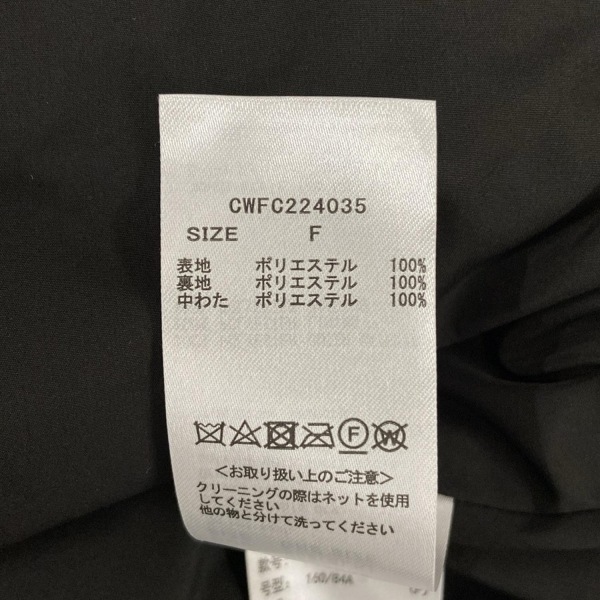 CWFC224035
SIZE F
表地 ポリエステル 100%
裏地 ポリエステル 100%
中わた ポリエステル 100%
F W
<お取り扱い上のご注意>
クリーニングの際はネットを使用
してください
他の物と分けて洗ってください
款号:
号型: 160/84A